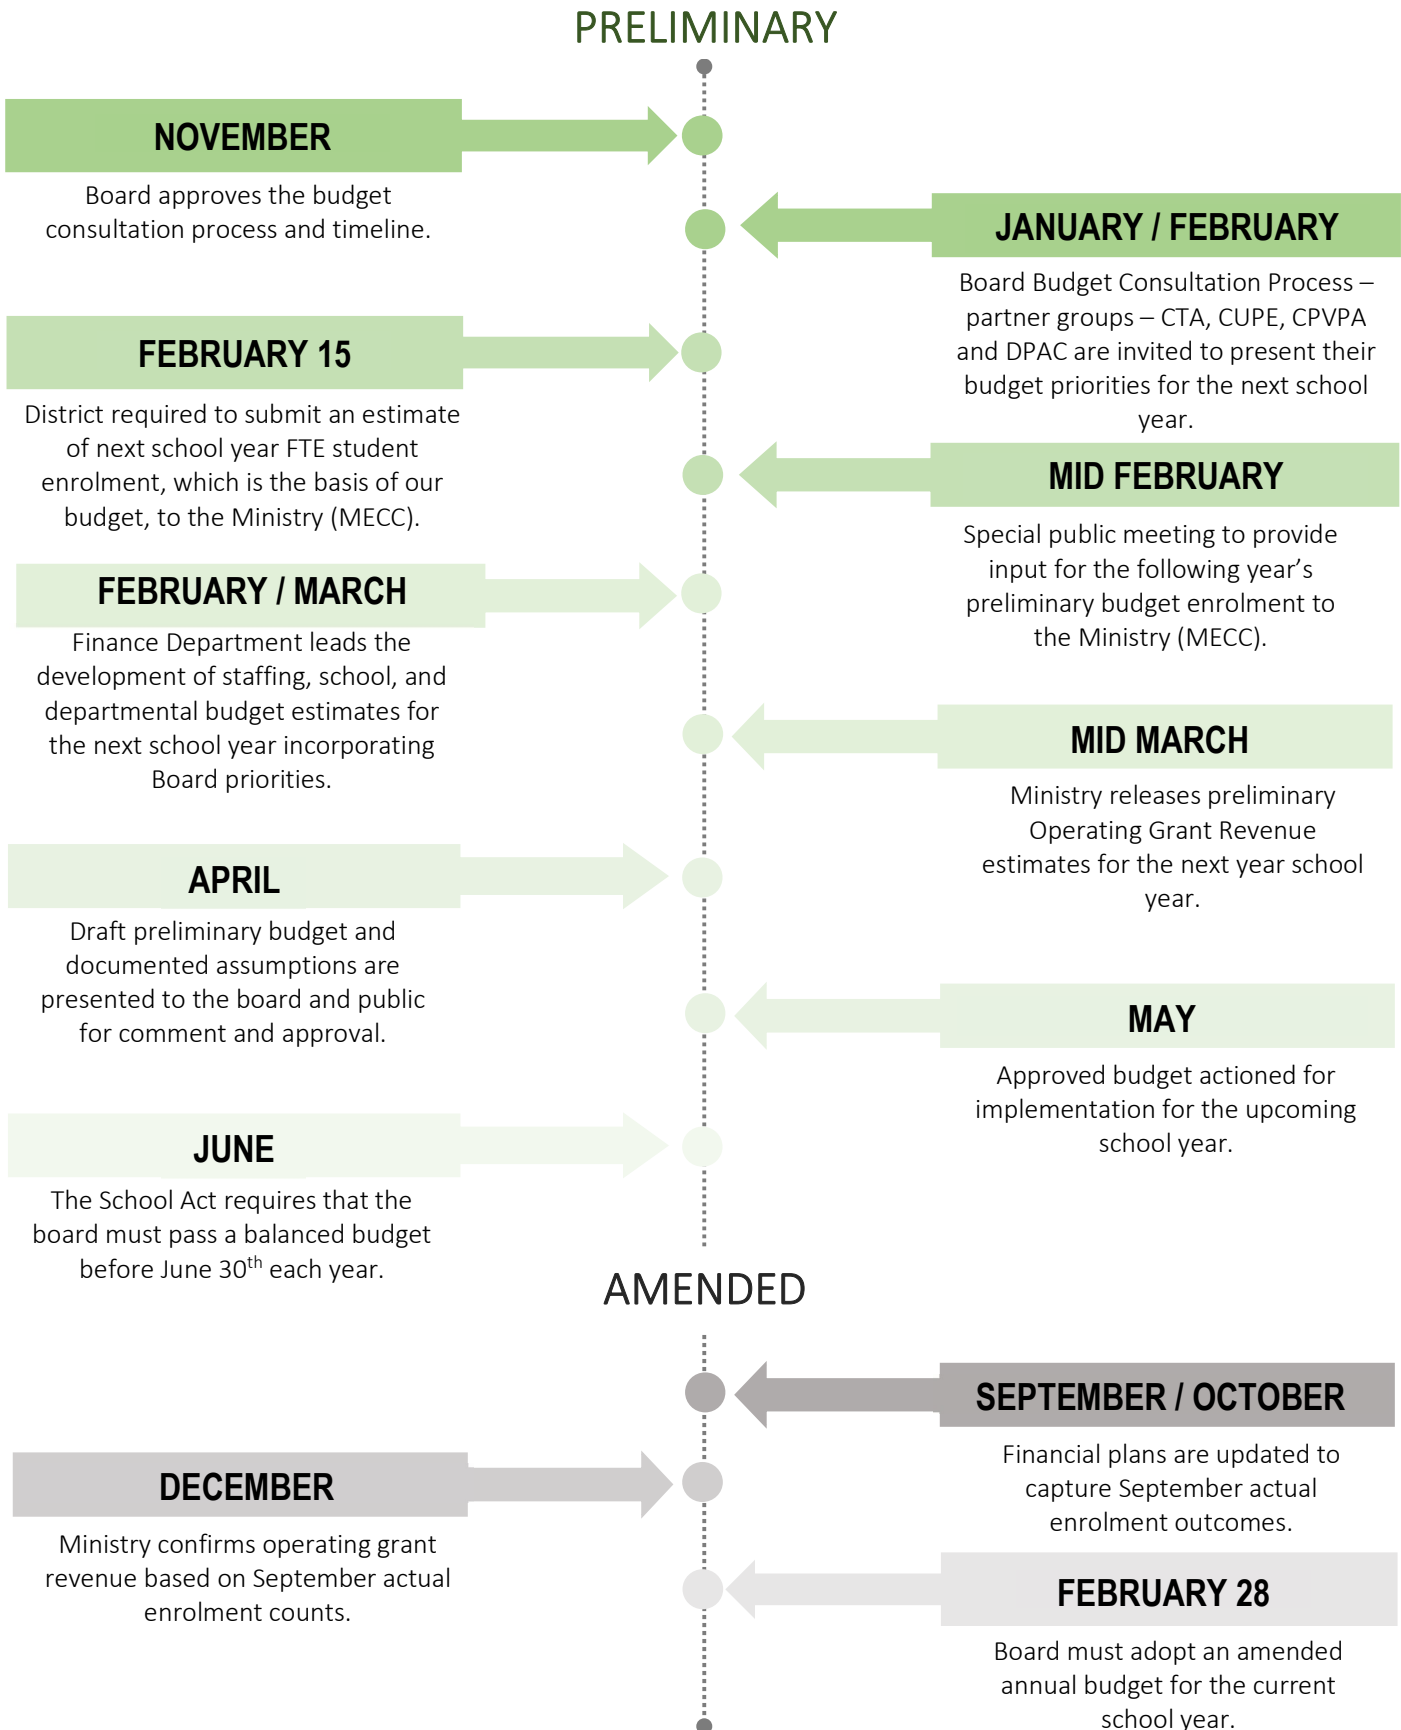 PRELIMINARY
NOVEMBER
Board approves the budget
consultation process and timeline.
JANUARY / FEBRUARY
Board Budget Consultation Process –
partner groups – CTA, CUPE, CPVPA
and DPAC are invited to present their
budget priorities for the next school
year.
FEBRUARY 15
District required to submit an estimate
of next school year FTE student
enrolment, which is the basis of our
budget, to the Ministry (MECC).
MID FEBRUARY
Special public meeting to provide
input for the following year’s
preliminary budget enrolment to
the Ministry (MECC).
FEBRUARY / MARCH
Finance Department leads the
development of staffing, school, and
departmental budget estimates for
the next school year incorporating
Board priorities.
MID MARCH
Ministry releases preliminary
Operating Grant Revenue
estimates for the next year school
year.
APRIL
Draft preliminary budget and
documented assumptions are
presented to the board and public
for comment and approval.
MAY
Approved budget actioned for
implementation for the upcoming
school year.
JUNE
The School Act requires that the
board must pass a balanced budget
before June 30th each year.
AMENDED
SEPTEMBER / OCTOBER
Financial plans are updated to
capture September actual
enrolment outcomes.
DECEMBER
Ministry confirms operating grant
revenue based on September actual
enrolment counts.
FEBRUARY 28
Board must adopt an amended
annual budget for the current
school year.